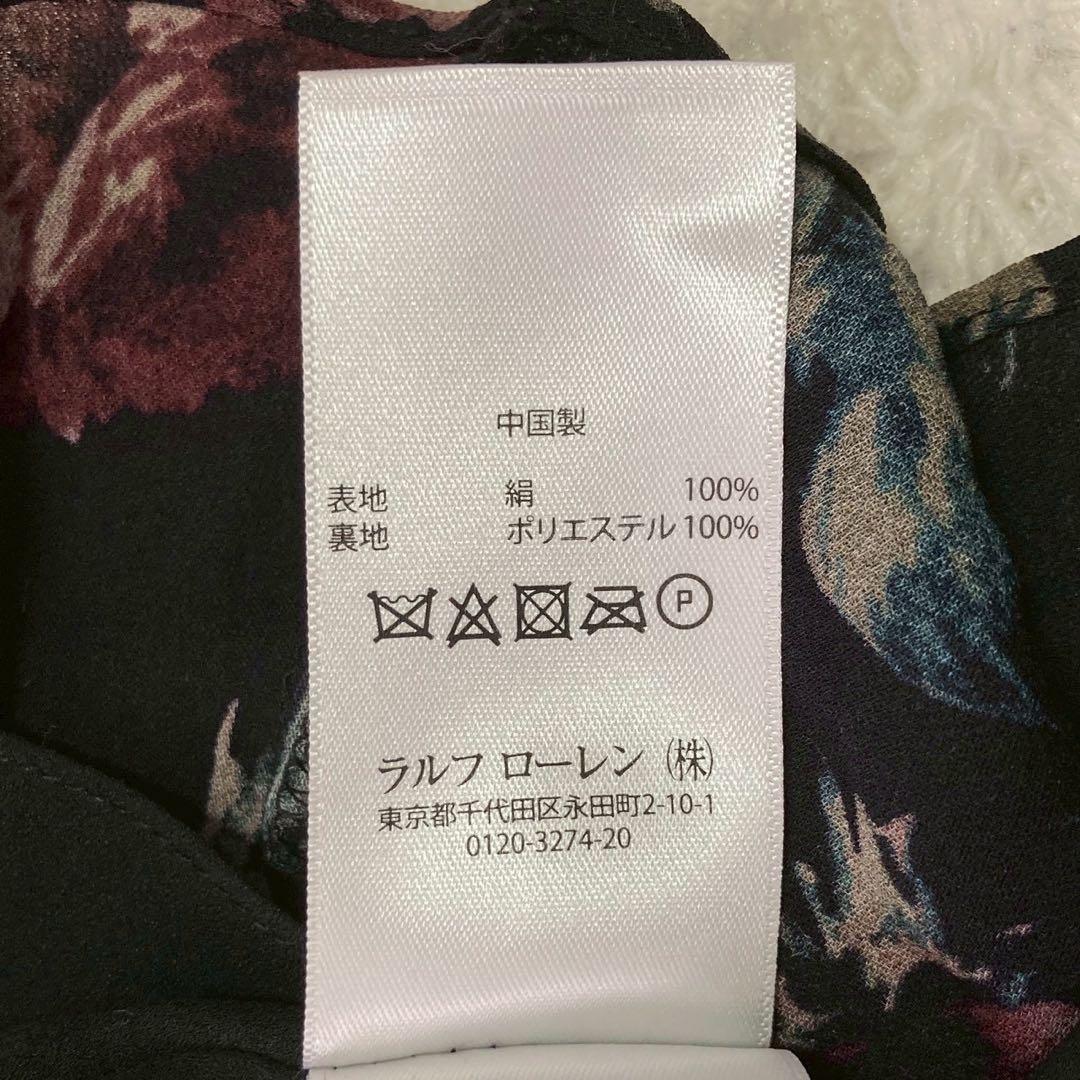 中国製
表地 絹 100%
裏地 ポリエステル 100%
P
ラルフ ローレン ㈱
東京都千代田区永田町2-10-1
0120-3274-20